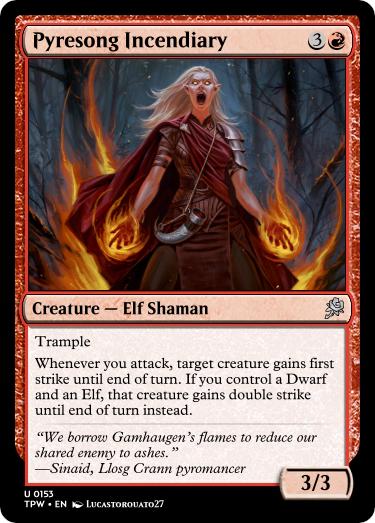 Pyresong Incendiary 3
Creature — Elf Shaman
Trample
Whenever you attack, target creature gains first
strike until end of turn. If you control a Dwarf
and an Elf, that creature gains double strike
until end of turn instead.
“We borrow Gamhaugen’s flames to reduce our
shared enemy to ashes.”
—Sinaid, Llosg Crann pyromancer
3/3
U 0153
TPW • EN Lucastorquato27